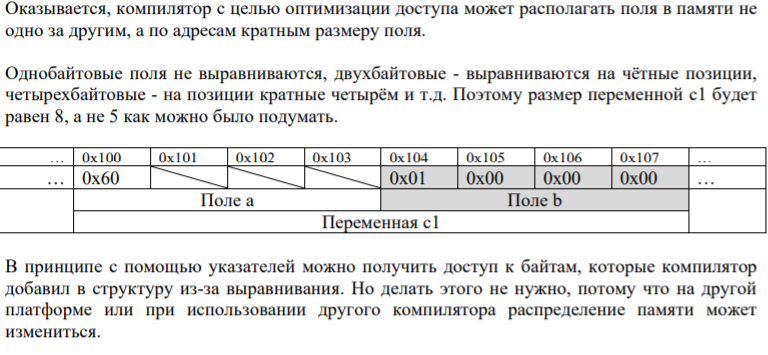 Оказывается, компилятор с целью оптимизации доступа может располагать поля в памяти не
одно за другим, а по адресам кратным размеру поля.
Однобайтовые поля не выравниваются, двухбайтовые - выравниваются на чётные позиции,
четырехбайтовые - на позиции кратные четырём и т.д. Поэтому размер переменной c1 будет
равен 8, а не 5 как можно было подумать.
… 0x100 0x101 0x102 0x103 0x104 0x105 0x106 0x107 …
… 0x60 0x01 0x00 0x00 0x00 …
Поле a Поле b
Переменная c1
В принципе с помощью указателей можно получить доступ к байтам, которые компилятор
добавил в структуру из-за выравнивания. Но делать этого не нужно, потому что на другой
платформе или при использовании другого компилятора распределение памяти может
измениться.